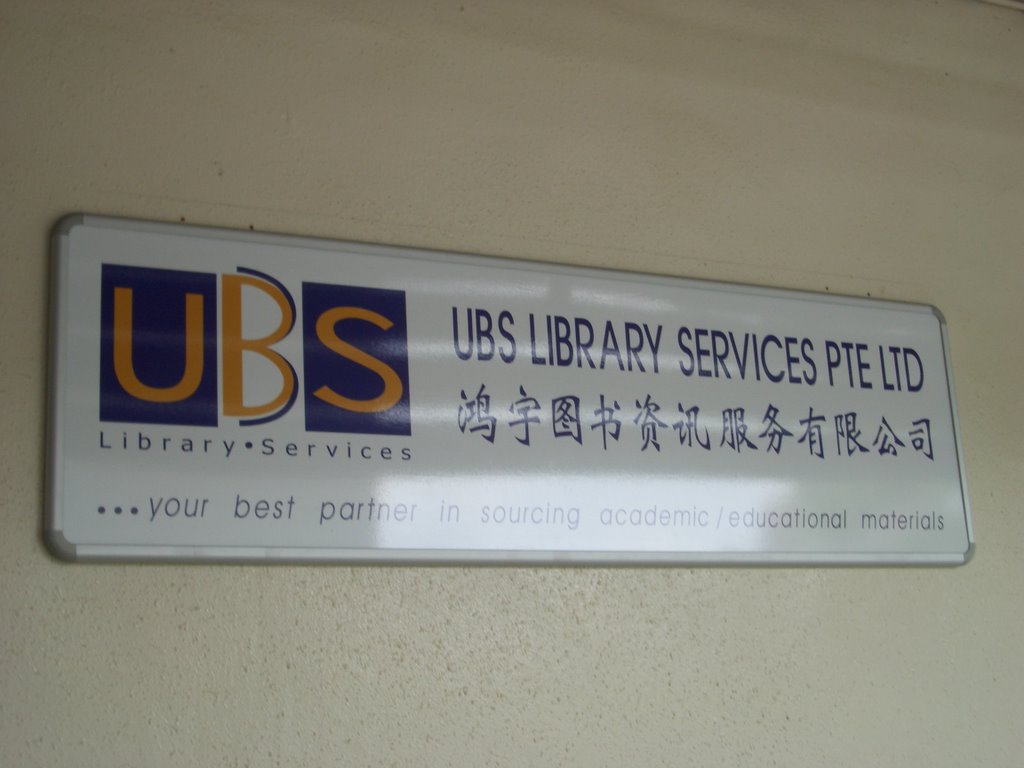 UBS
Library•Services
UBS LIBRARY SERVICES PTE LTD
鸿宇图书资讯服务有限公司
...your best partner in sourcing academic/educational materials